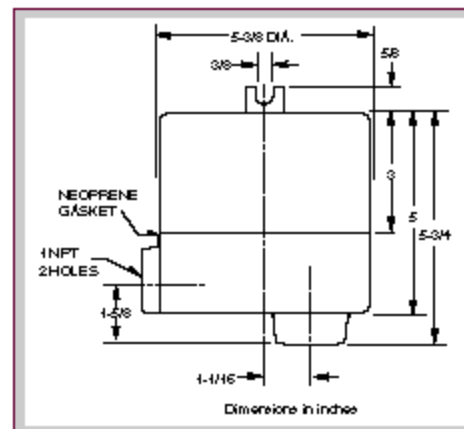 5-3/8 DIA.
3/8
5/8
3
5
5-3/4
NEOPRENE
GASKET
1 NPT
2 HOLES
1-5/8
1-1/16
Dimensions in inches